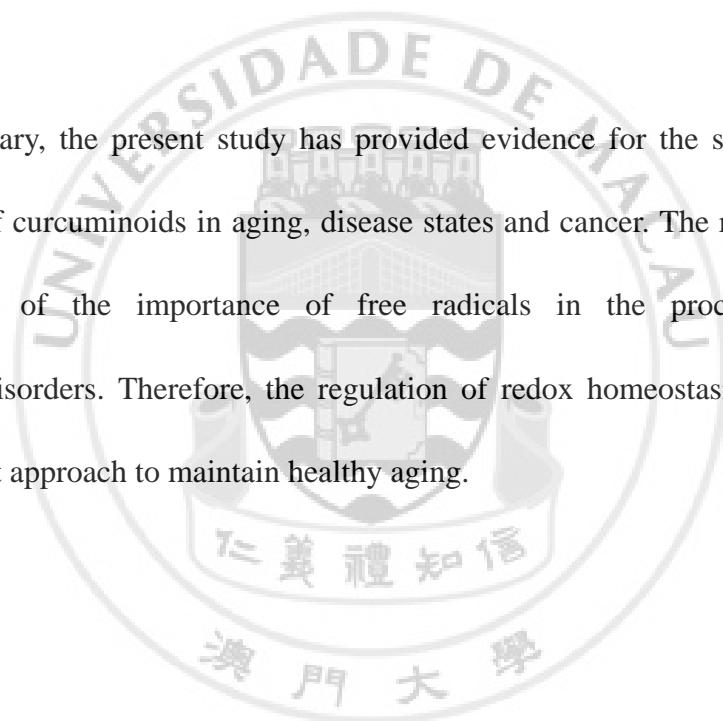 UNIVERSIDADE DE MACAU
ary, the present study has provided evidence for the s
f curcuminoids in aging, disease states and cancer. The
of the importance of free radicals in the proc
isorders. Therefore, the regulation of redox homeostas
t approach to maintain healthy aging.
仁義禮知信
澳門大學